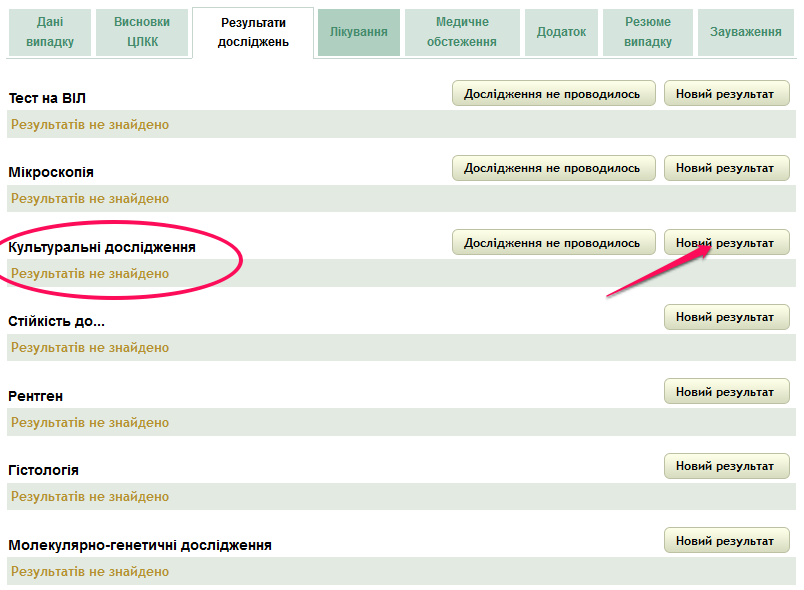 Дані
випадку
Висновки
ЦЛКК
Результати
досліджень
Лікування
Медичне
обстеження
Додаток
Резюме
випадку
Зауваження
Тест на ВІЛ
Дослідження не проводилось
Новий результат
Результатів не знайдено
Мікроскопія
Дослідження не проводилось
Новий результат
Результатів не знайдено
Культуральні дослідження
Дослідження не проводилось
Новий результат
Результатів не знайдено
Стійкість до...
Новий результат
Результатів не знайдено
Рентген
Новий результат
Результатів не знайдено
Гістологія
Новий результат
Результатів не знайдено
Молекулярно-генетичні дослідження
Новий результат
Результатів не знайдено